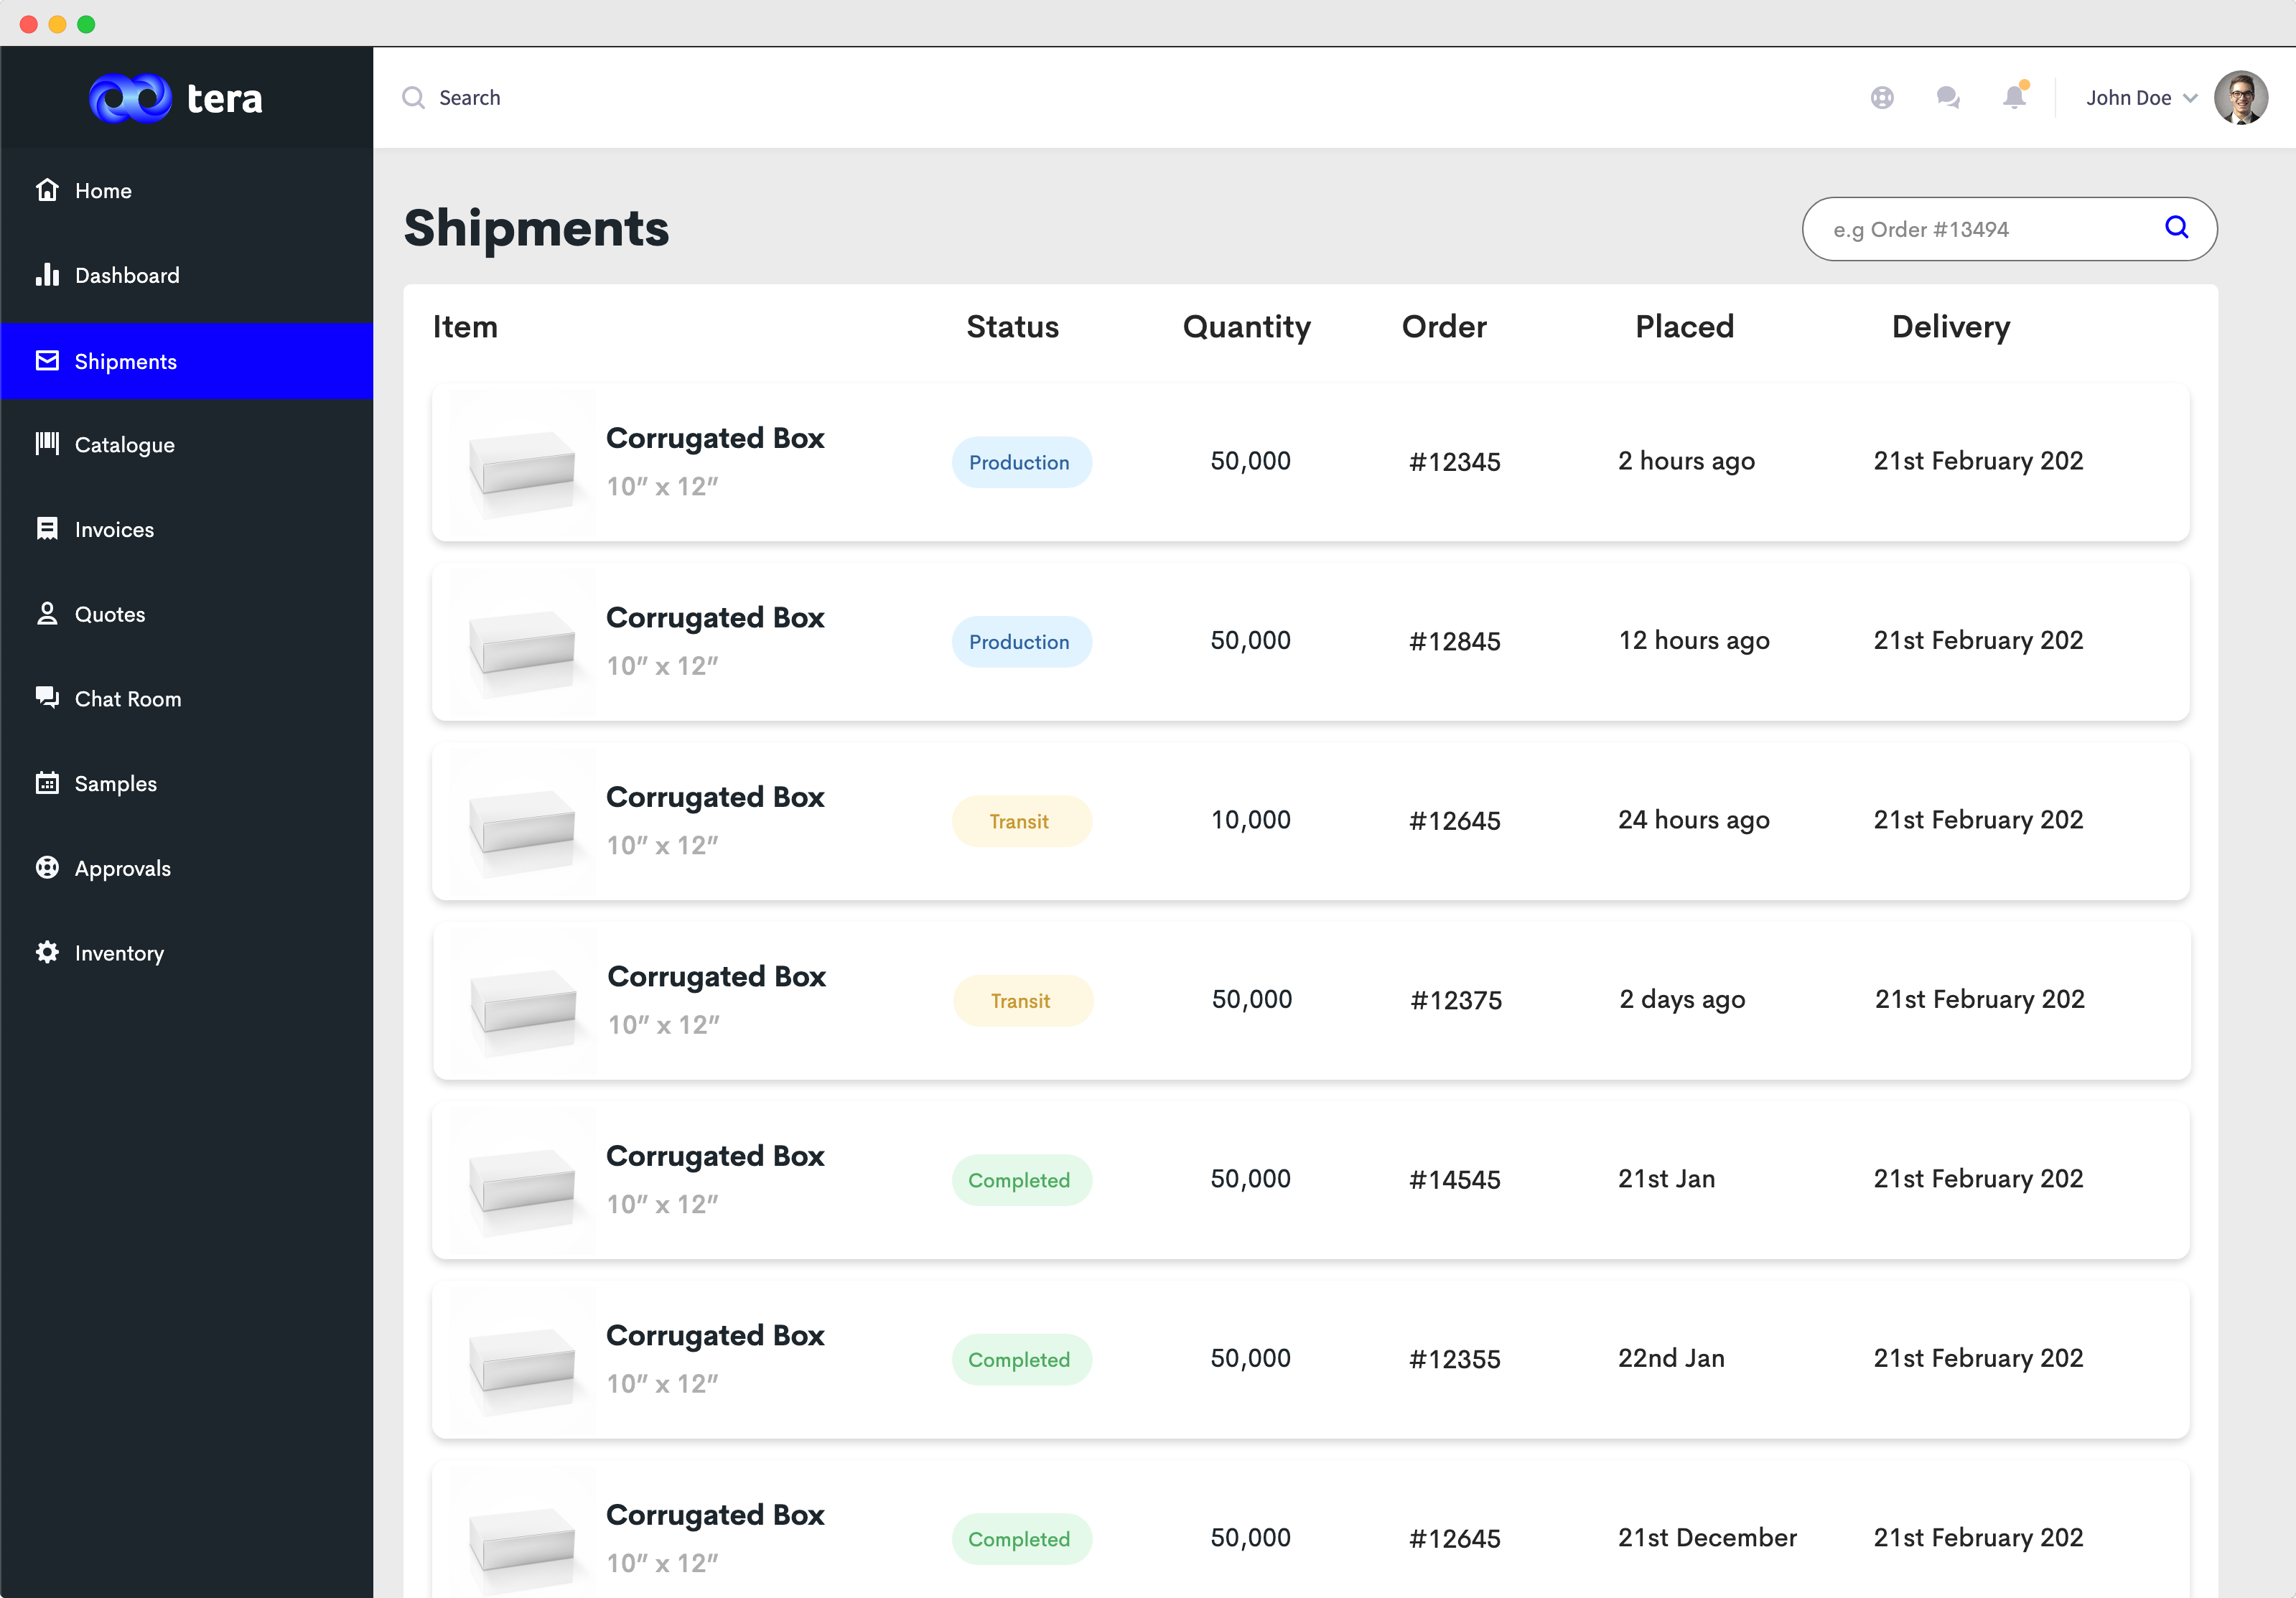 tera
Search
John Doe
Home
Dashboard
Shipments
Catalogue
Invoices
Quotes
Chat Room
Samples
Approvals
Inventory
Shipments
e.g Order #13494
Item Status Quantity Order Placed Delivery
Corrugated Box
10” x 12”
Production 50,000 #12345 2 hours ago 21st February 202
Corrugated Box
10” x 12”
Production 50,000 #12845 12 hours ago 21st February 202
Corrugated Box
10” x 12”
Transit 10,000 #12645 24 hours ago 21st February 202
Corrugated Box
10” x 12”
Transit 50,000 #12375 2 days ago 21st February 202
Corrugated Box
10” x 12”
Completed 50,000 #14545 21st Jan 21st February 202
Corrugated Box
10” x 12”
Completed 50,000 #12355 22nd Jan 21st February 202
Corrugated Box
10” x 12”
Completed 50,000 #12645 21st December 21st February 202